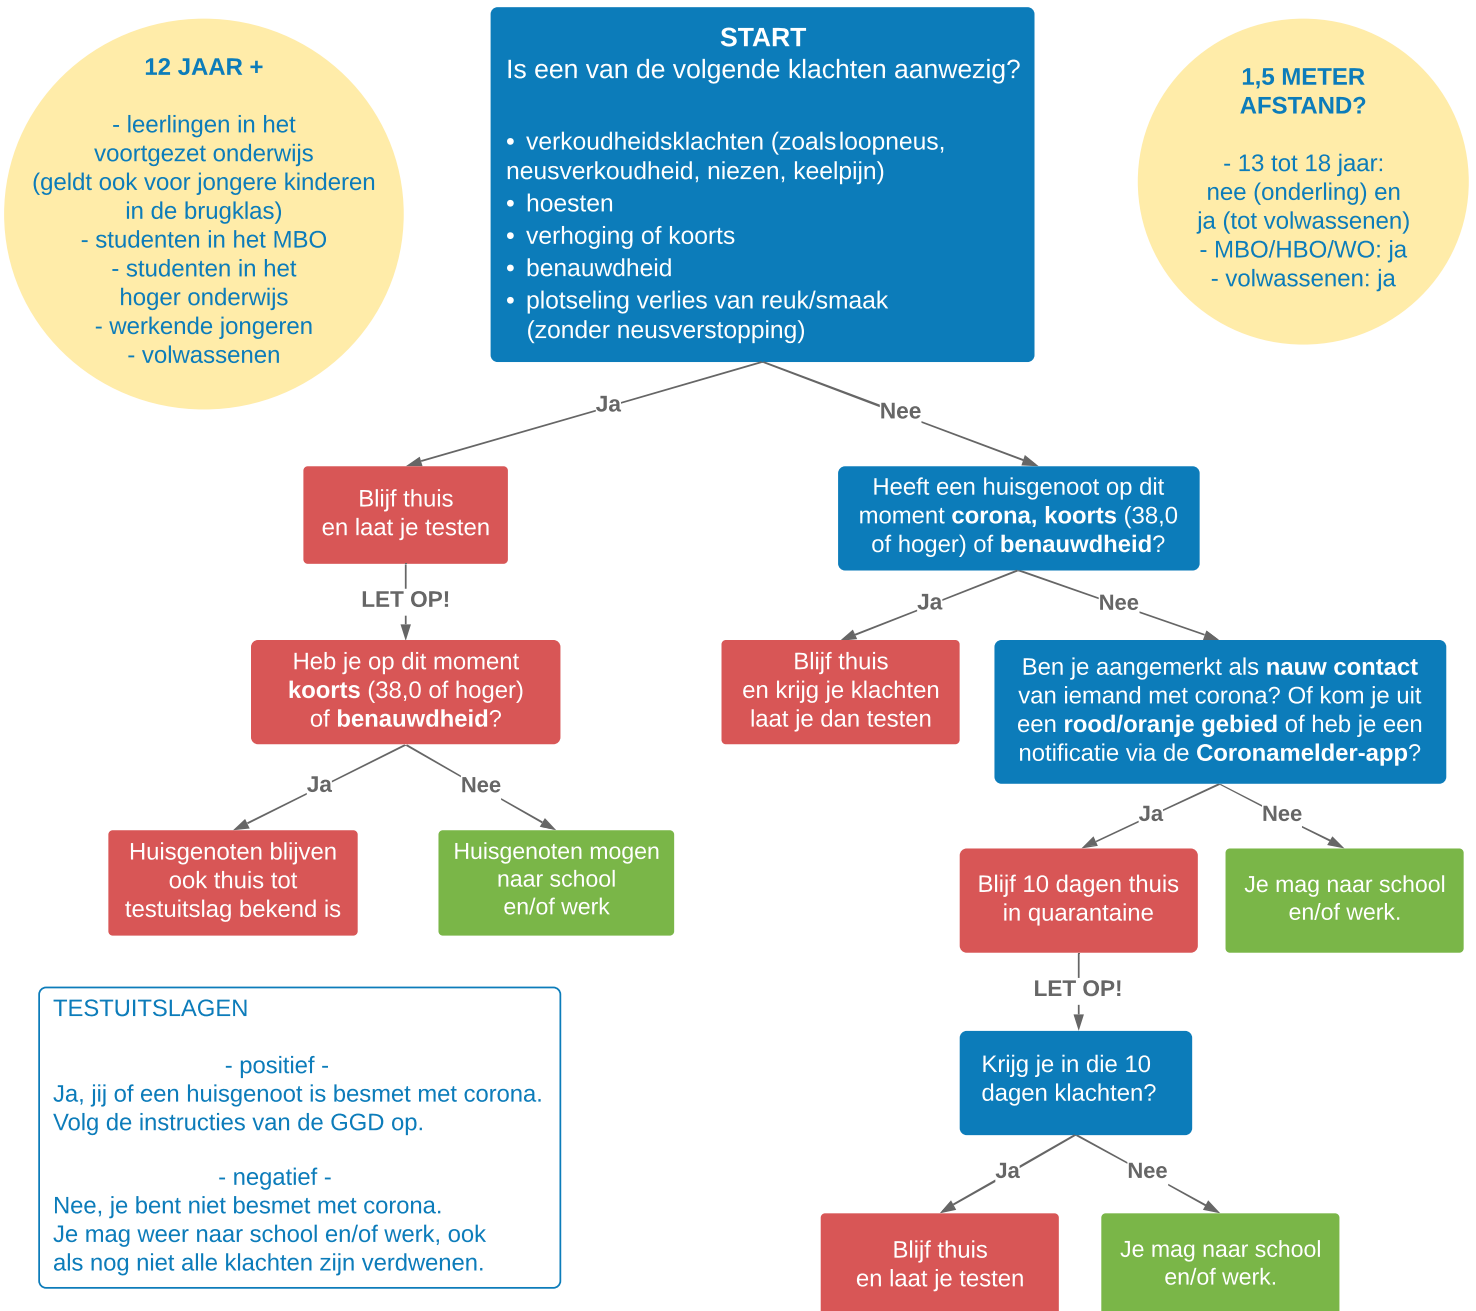 12 JAAR +
- leerlingen in het
voortgezet onderwijs
(geldt ook voor jongere kinderen
in de brugklas)
- studenten in het MBO
- studenten in het
hoger onderwijs
- werkende jongeren
- volwassenen
START
Is een van de volgende klachten aanwezig?
• verkoudheidsklachten (zoals loopneus,
neusverkoudheid, niezen, keelpijn)
• hoesten
• verhoging of koorts
• benauwdheid
• plotseling verlies van reuk/smaak
(zonder neusverstopping)
1,5 METER
AFSTAND?
- 13 tot 18 jaar:
nee (onderling) en
ja (tot volwassenen)
- MBO/HBO/WO: ja
- volwassenen: ja
Ja
Nee
Blijf thuis
en laat je testen
LET OP!
Heb je op dit moment
koorts (38,0 of hoger)
of benauwdheid?
Ja
Nee
Huisgenoten blijven
ook thuis tot
testuitslag bekend is
Huisgenoten mogen
naar school
en/of werk
Heeft een huisgenoot op dit
moment corona, koorts (38,0
of hoger) of benauwdheid?
Ja
Nee
Blijf thuis
en krijg je klachten
laat je dan testen
Ben je aangemerkt als nauw contact
van iemand met corona? Of kom je uit
een rood/oranje gebied of heb je een
notificatie via de Coronamelder-app?
Ja
Nee
Blijf 10 dagen thuis
in quarantaine
Je mag naar school
en/of werk.
LET OP!
Krijg je in die 10
dagen klachten?
Ja
Nee
Blijf thuis
en laat je testen
Je mag naar school
en/of werk.
TESTUITSLAGEN
- positief -
Ja, jij of een huisgenoot is besmet met corona.
Volg de instructies van de GGD op.
- negatief -
Nee, je bent niet besmet met corona.
Je mag weer naar school en/of werk, ook
als nog niet alle klachten zijn verdwenen.